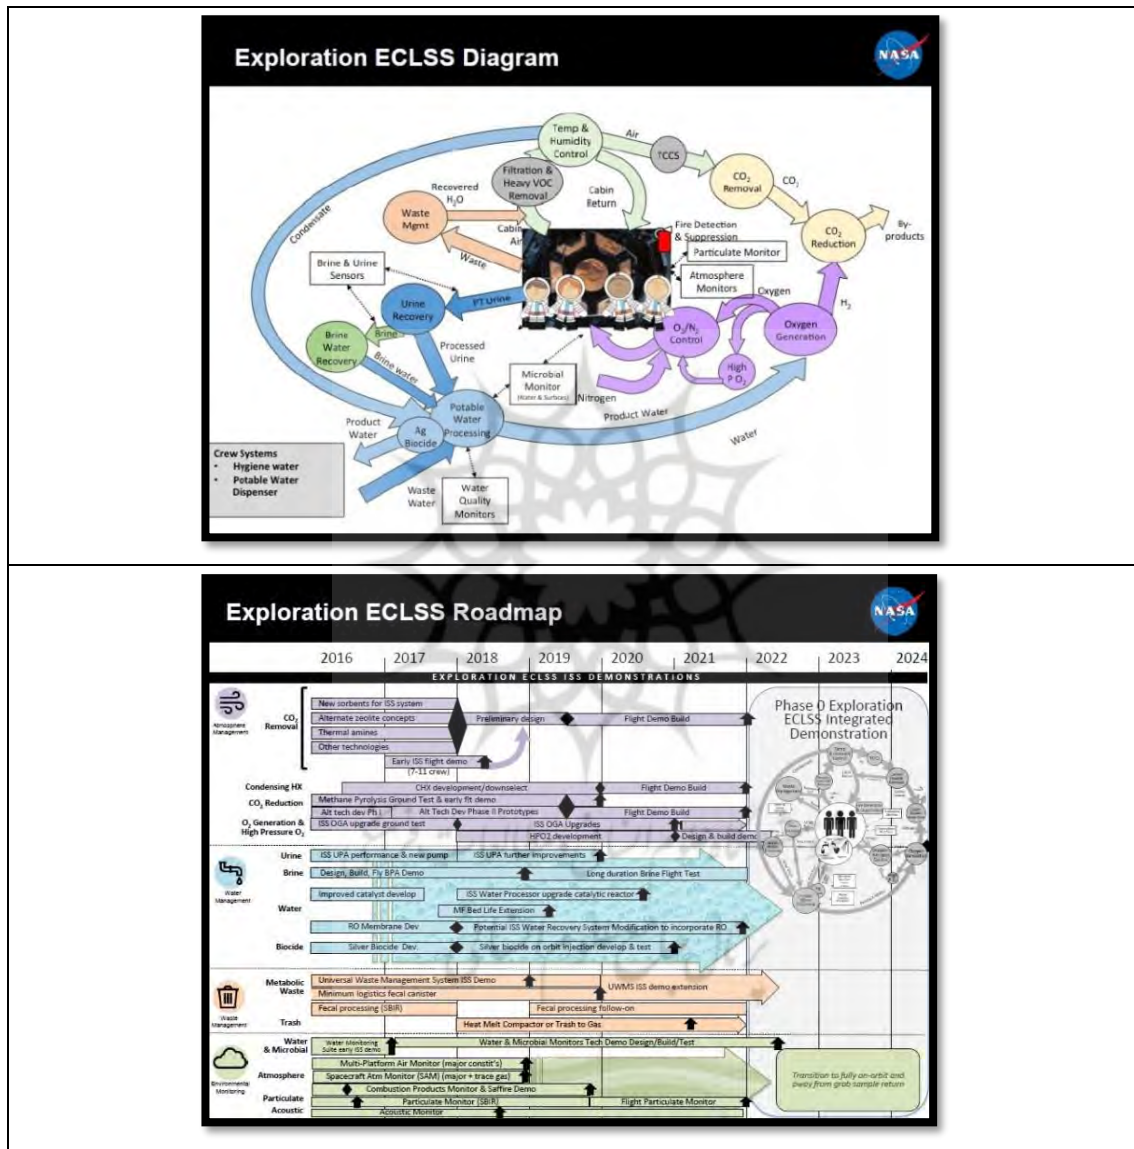 Exploration ECLSS Diagram
NASA
Temp &
Humidity
Control
Air
TCCS
Filtration &
Heavy VOC
Removal
Cabin
Return
CO2
Removal
CO2
CO2
Reduction
By-
products
Recovered
H2O
Waste
Mgmt
Cabin
Air
Waste
Condensate
Fire Detection
& Suppression
Particulate Monitor
Atmosphere
Monitors
Brine & Urine
Sensors
PT Urine
Urine
Recovery
Oxygen
H2
O2/N2
Control
Oxygen
Generation
High
P O2
Brine
Brine
Water
Recovery
Processed
Urine
Brine water
Microbial
Monitor
(Water & Surfaces)
Nitrogen
Product Water
Water
Product
Water
Ag
Biocide
Potable
Water
Processing
Crew Systems
• Hygiene water
• Potable Water
Dispenser
Waste
Water
Water
Quality
Monitors
Exploration ECLSS Roadmap
NASA
2016 2017 2018 2019 2020 2021 2022 2023 2024
EXPLORATION ECLSS ISS DEMONSTRATIONS
Phase 0 Exploration
ECLSS Integrated
Demonstration
Atmosphere
Management
CO2
Removal
New sorbents for ISS system
Alternate zeolite concepts
Preliminary design
Flight Demo Build
Thermal amines
Other technologies
Early ISS flight demo
(7-11 crew)
Condensing HX
CHX development/downselect
Flight Demo Build
CO2 Reduction
Methane Pyrolysis Ground Test & early flt demo
Alt tech dev Ph I
Alt Tech Dev Phase II Prototypes
Flight Demo Build
O2 Generation &
High Pressure O2
ISS OGA upgrade ground test
ISS OGA Upgrades
HPO2 development
Design & build demo
Water
Management
Urine
ISS UPA performance & new pump
ISS UPA further improvements
Brine
Design, Build, Fly BPA Demo
Long duration Brine Flight Test
Water
Improved catalyst develop
ISS Water Processor upgrade catalytic reactor
MF Bed Life Extension
RO Membrane Dev
Potential ISS Water Recovery System Modification to incorporate RO
Biocide
Silver Biocide Dev
Silver biocide on orbit injection develop & test
Waste
Management
Metabolic
Waste
Universal Waste Management System ISS Demo
UWMS ISS demo extension
Minimum logistics fecal canister
Fecal processing (SBIR)
Fecal processing follow-on
Trash
Heat Melt Compactor or Trash to Gas
Environmental
Monitoring
Water
& Microbial
Water Monitoring
Suite early ISS demo
Water & Microbial Monitors Tech Demo Design/Build/Test
Atmosphere
Multi-Platform Air Monitor (major constit's)
Spacecraft Atm Monitor (SAM) (major + trace gas)
Combustion Products Monitor & Saffire Demo
Particulate
Particulate Monitor (SBIR)
Flight Particulate Monitor
Acoustic
Acoustic Monitor
Transition to fully on-orbit and
away from grab sample return